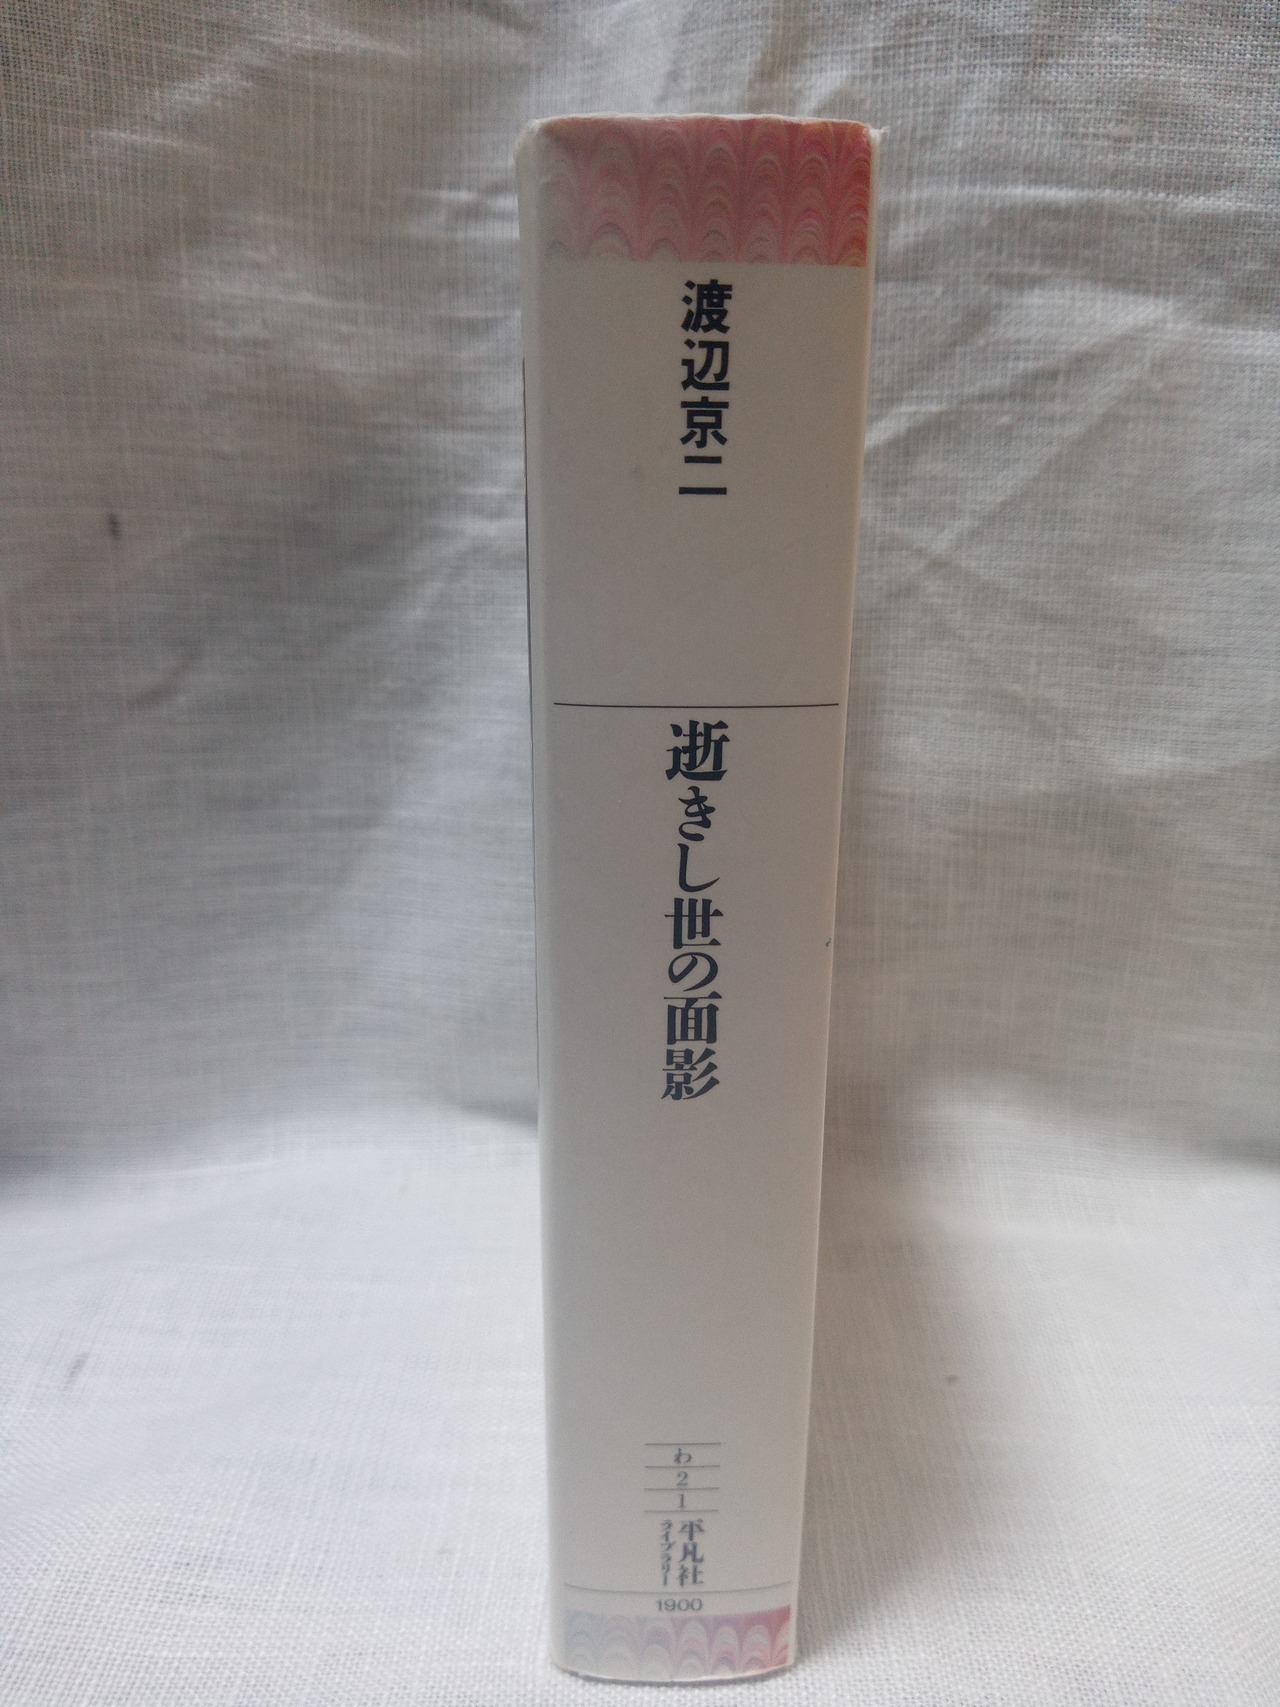 渡辺京二
逝きし世の面影
わ
2
1
平凡社
ライブラリー
1900